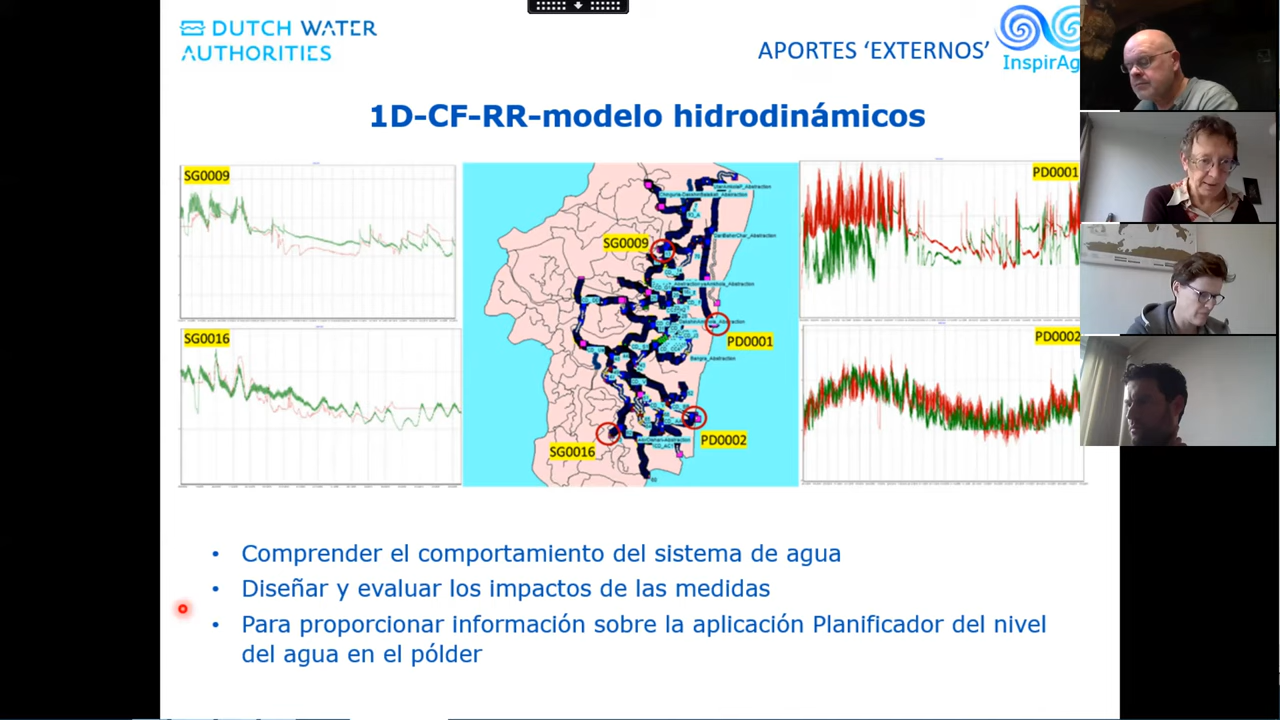 DUTCH WATER
AUTHORITIES
APORTES ‘EXTERNOS’
InspirAg
1D-CF-RR-modelo hidrodinámicos
SG0009
SG0016
SG0009
PD0001
PD0002
SG0016
PD0001
PD0002
• Comprender el comportamiento del sistema de agua
• Diseñar y evaluar los impactos de las medidas
• Para proporcionar información sobre la aplicación Planificador del nivel
del agua en el pólder